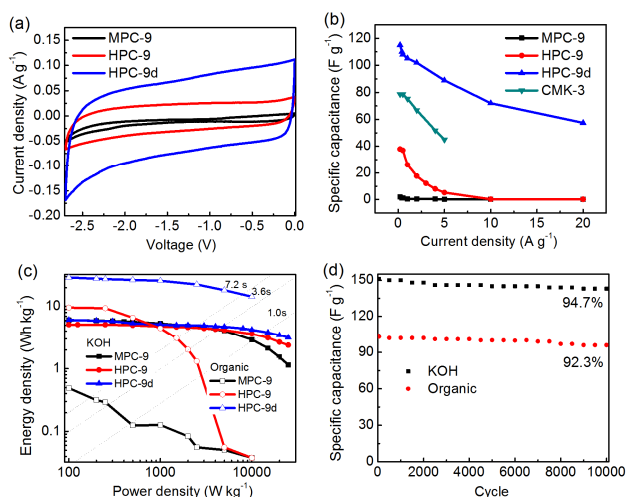 (a)
MPC-9
HPC-9
HPC-9d
0.15
0.10
0.05
0.00
-0.05
-0.10
-0.15
-0.20
Current density (A g⁻¹)
-2.5 -2.0 -1.5 -1.0 -0.5 0.0
Voltage (V)
(b)
MPC-9
HPC-9
HPC-9d
CMK-3
120
100
80
60
40
20
0
Specific capacitance (F g⁻¹)
0 5 10 15 20
Current density (A g⁻¹)
(c)
7.2 s
3.6s
1.0s
KOH
MPC-9
HPC-9
HPC-9d
Organic
MPC-9
HPC-9
HPC-9d
10
1
0.1
Energy density (Wh kg⁻¹)
100 1000 10000
Power density (W kg⁻¹)
(d)
94.7%
92.3%
KOH
Organic
150
100
50
0
Specific capacitance (F g⁻¹)
0 2000 4000 6000 8000 10000
Cycle